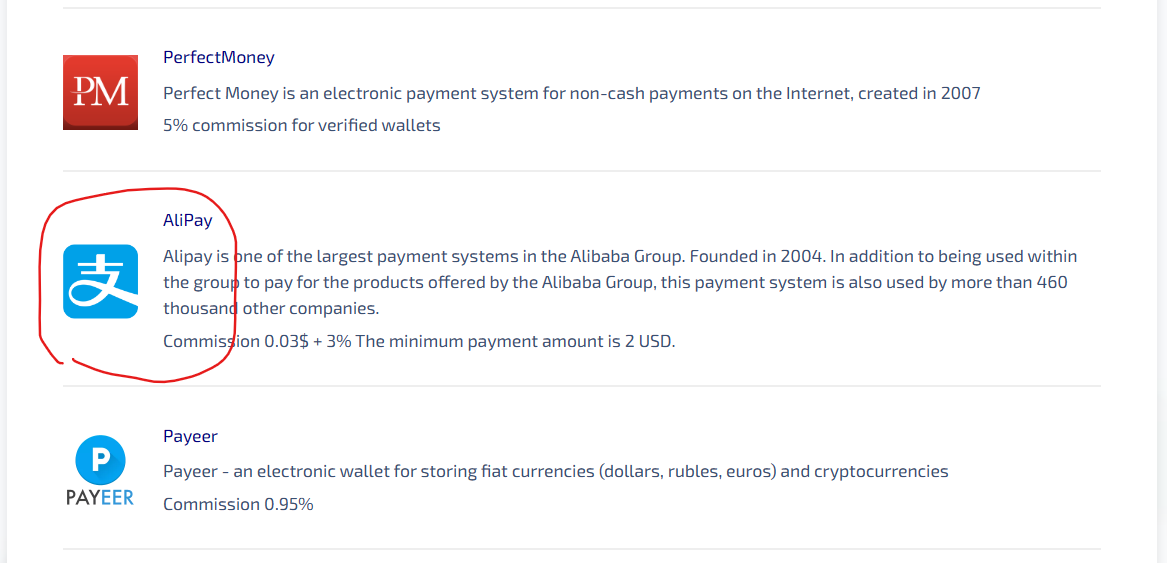 PerfectMoney
PM
Perfect Money is an electronic payment system for non-cash payments on the Internet, created in 2007
5% commission for verified wallets
AliPay
支
Alipay is one of the largest payment systems in the Alibaba Group. Founded in 2004. In addition to being used within
the group to pay for the products offered by the Alibaba Group, this payment system is also used by more than 460
thousand other companies.
Commission 0.03$ + 3% The minimum payment amount is 2 USD.
Payeer
P
PAYEER
Payeer - an electronic wallet for storing fiat currencies (dollars, rubles, euros) and cryptocurrencies
Commission 0.95%